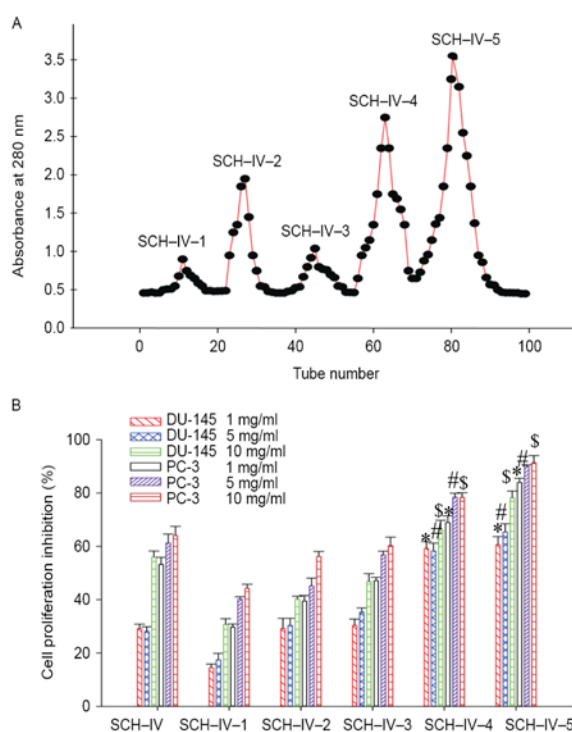 A
SCH–IV–5
3.5
SCH–IV–4
3.0
2.5
SCH–IV–2
2.0
1.5
SCH–IV–1
SCH–IV–3
1.0
0.5
0.0
Absorbance at 280 nm
0 20 40 60 80 100
Tube number
B
DU-145 1 mg/ml
DU-145 5 mg/ml
DU-145 10 mg/ml
PC-3 1 mg/ml
PC-3 5 mg/ml
PC-3 10 mg/ml
100
80
60
40
20
0
Cell proliferation inhibition (%)
* # $ * # $
* # $ * # $
SCH–IV SCH–IV–1 SCH–IV–2 SCH–IV–3 SCH–IV–4 SCH–IV–5